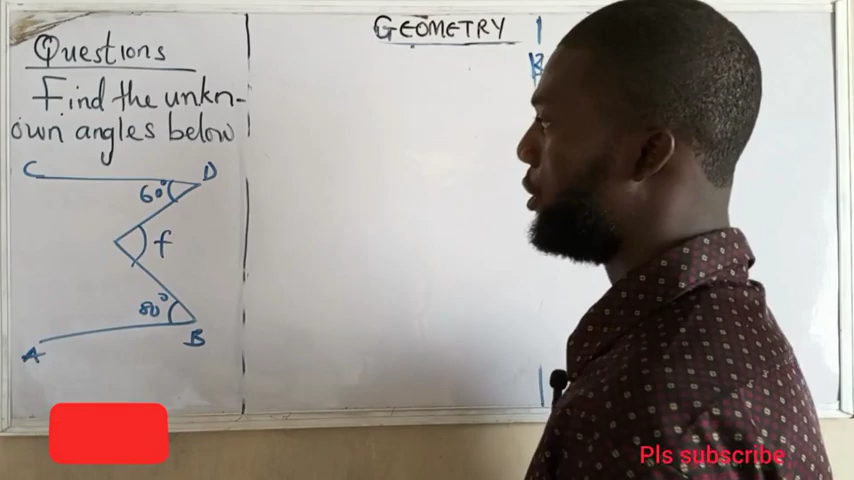 GEOMETRY
Questions
Find the unkn-
own angles below
C
D
60°
f
80°
B
A
B
Pls subscribe